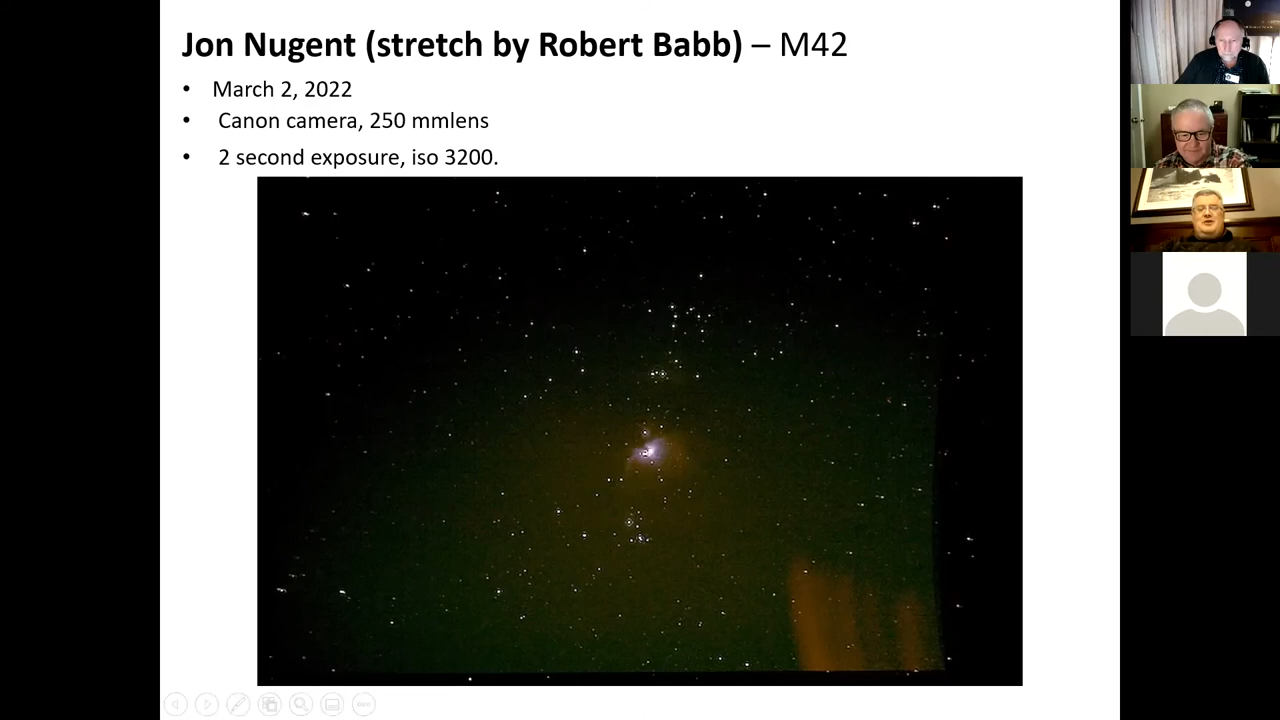 Jon Nugent (stretch by Robert Babb) – M42
• March 2, 2022
• Canon camera, 250 mmlens
• 2 second exposure, iso 3200.